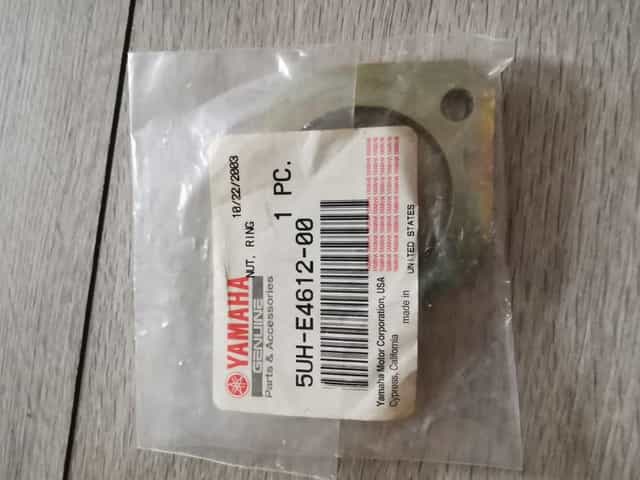 YAMAHA
GENUINE
Parts & Accessories
NUT, RING 10/22/2003
5UH-E4612-00 1 PC.
Yamaha Motor Corporation, USA
Cypress, California made in UNITED STATES